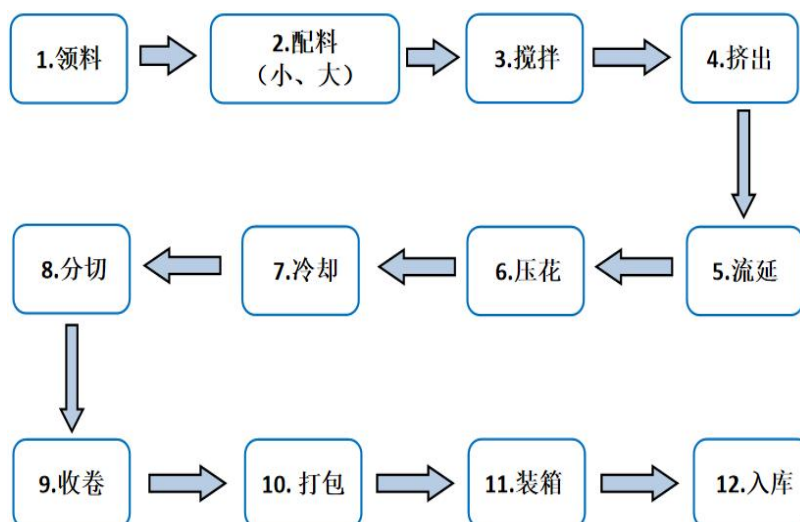 1.领料
2.配料
（小、大）
3.搅拌
4.挤出
8.分切
7.冷却
6.压花
5.流延
9.收卷
10. 打包
11.装箱
12.入库